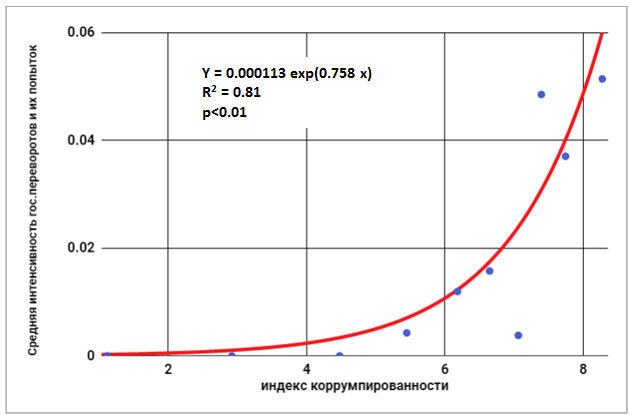 0.06
Y = 0.000113 exp(0.758 x)
R² = 0.81
p<0.01
0.04
0.02
0
2
4
6
8
индекс коррумпированности
Средняя интенсивность гос.переворотов и их попыток